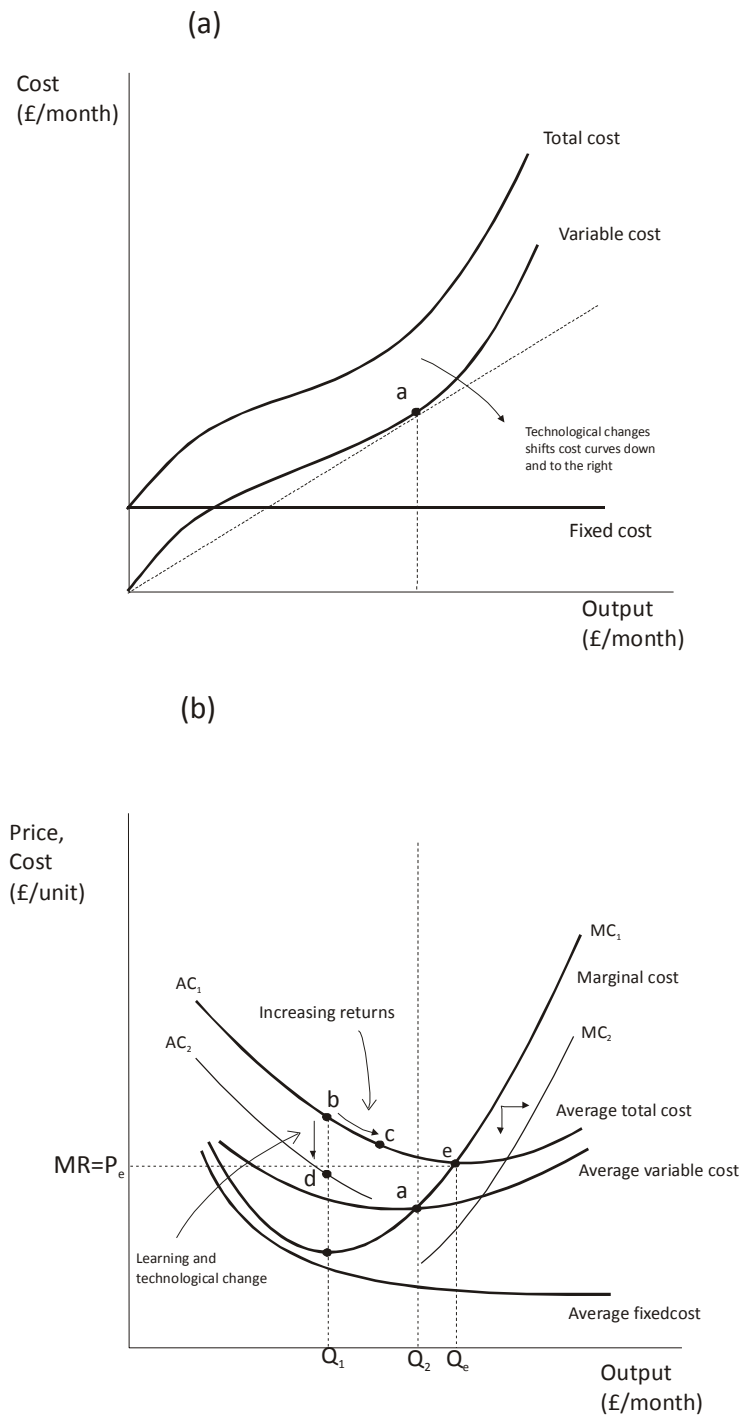 (a)
Cost
(£/month)
Total cost
Variable cost
a
Technological changes
shifts cost curves down
and to the right
Fixed cost
Output
(£/month)
(b)
Price,
Cost
(£/unit)
MC₁
Marginal cost
AC₁
Increasing returns
MC₂
AC₂
b
c
Average total cost
e
MR=Pₑ
d
Average variable cost
a
Learning and
technological change
Average fixedcost
Q₁
Q₂
Qₑ
Output
(£/month)